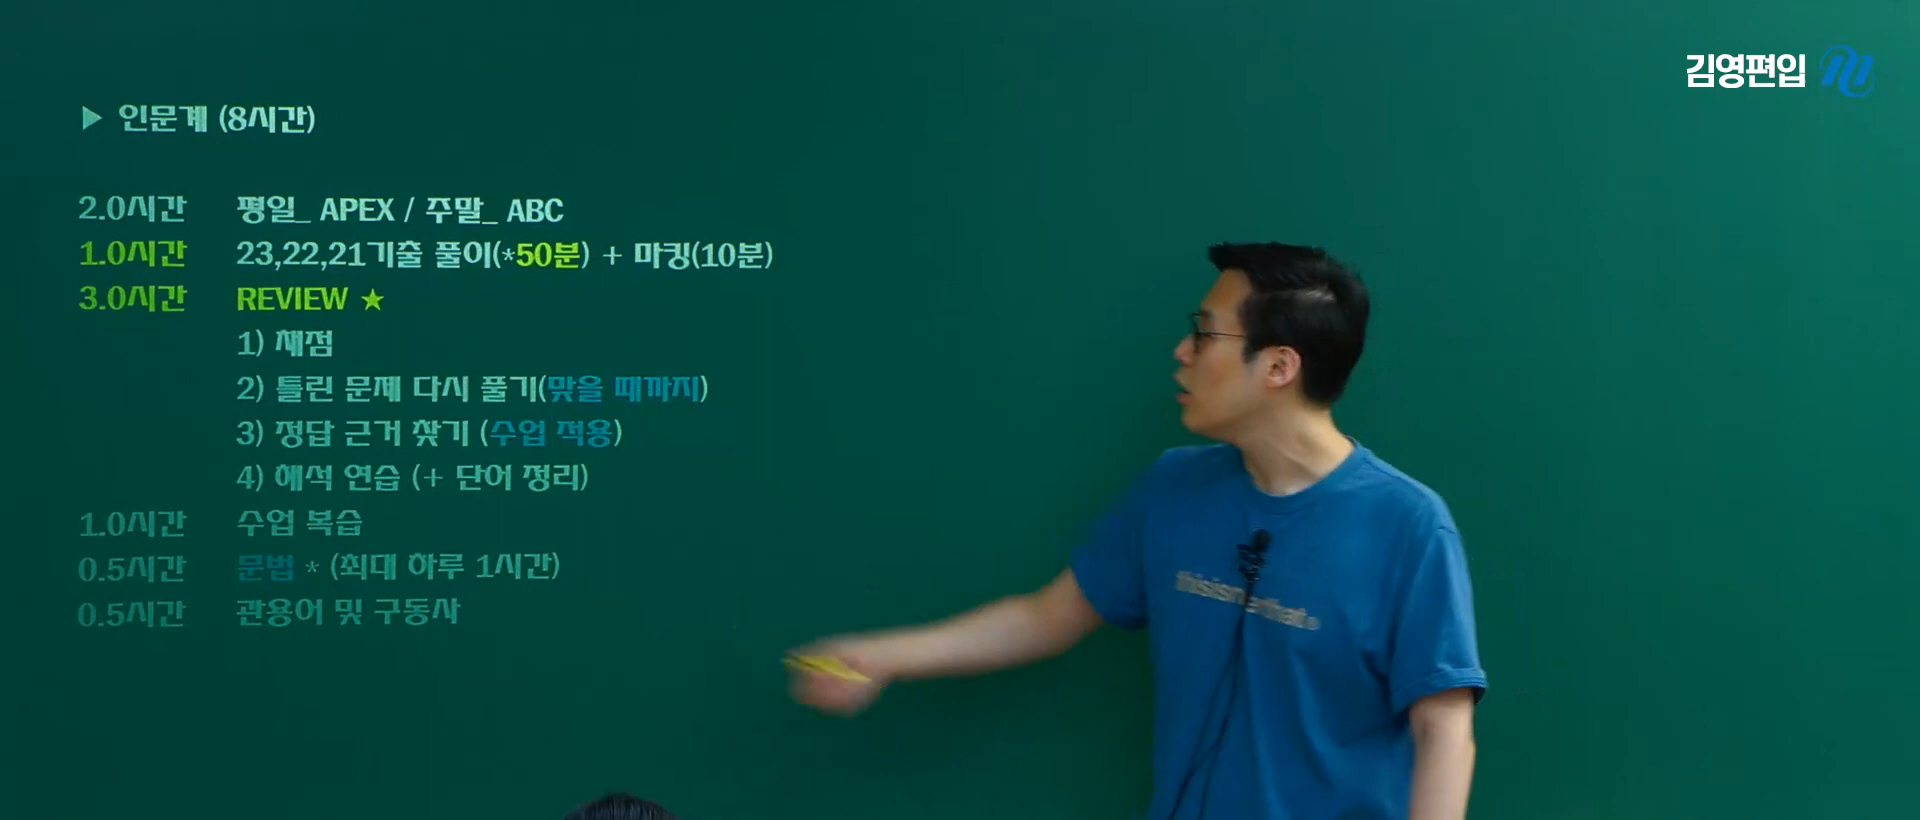 김영편입
▶ 인문계 (8시간)
2.0시간 평일_ APEX / 주말_ ABC
1.0시간 23,22,21기출 풀이(*50분) + 마킹(10분)
3.0시간 REVIEW ★
1) 채점
2) 틀린 문제 다시 풀기(맞을 때까지)
3) 정답 근거 찾기 (수업 적용)
4) 해석 연습 (+ 단어 정리)
1.0시간 수업 복습
0.5시간 문법 * (최대 하루 1시간)
0.5시간 관용어 및 구동사